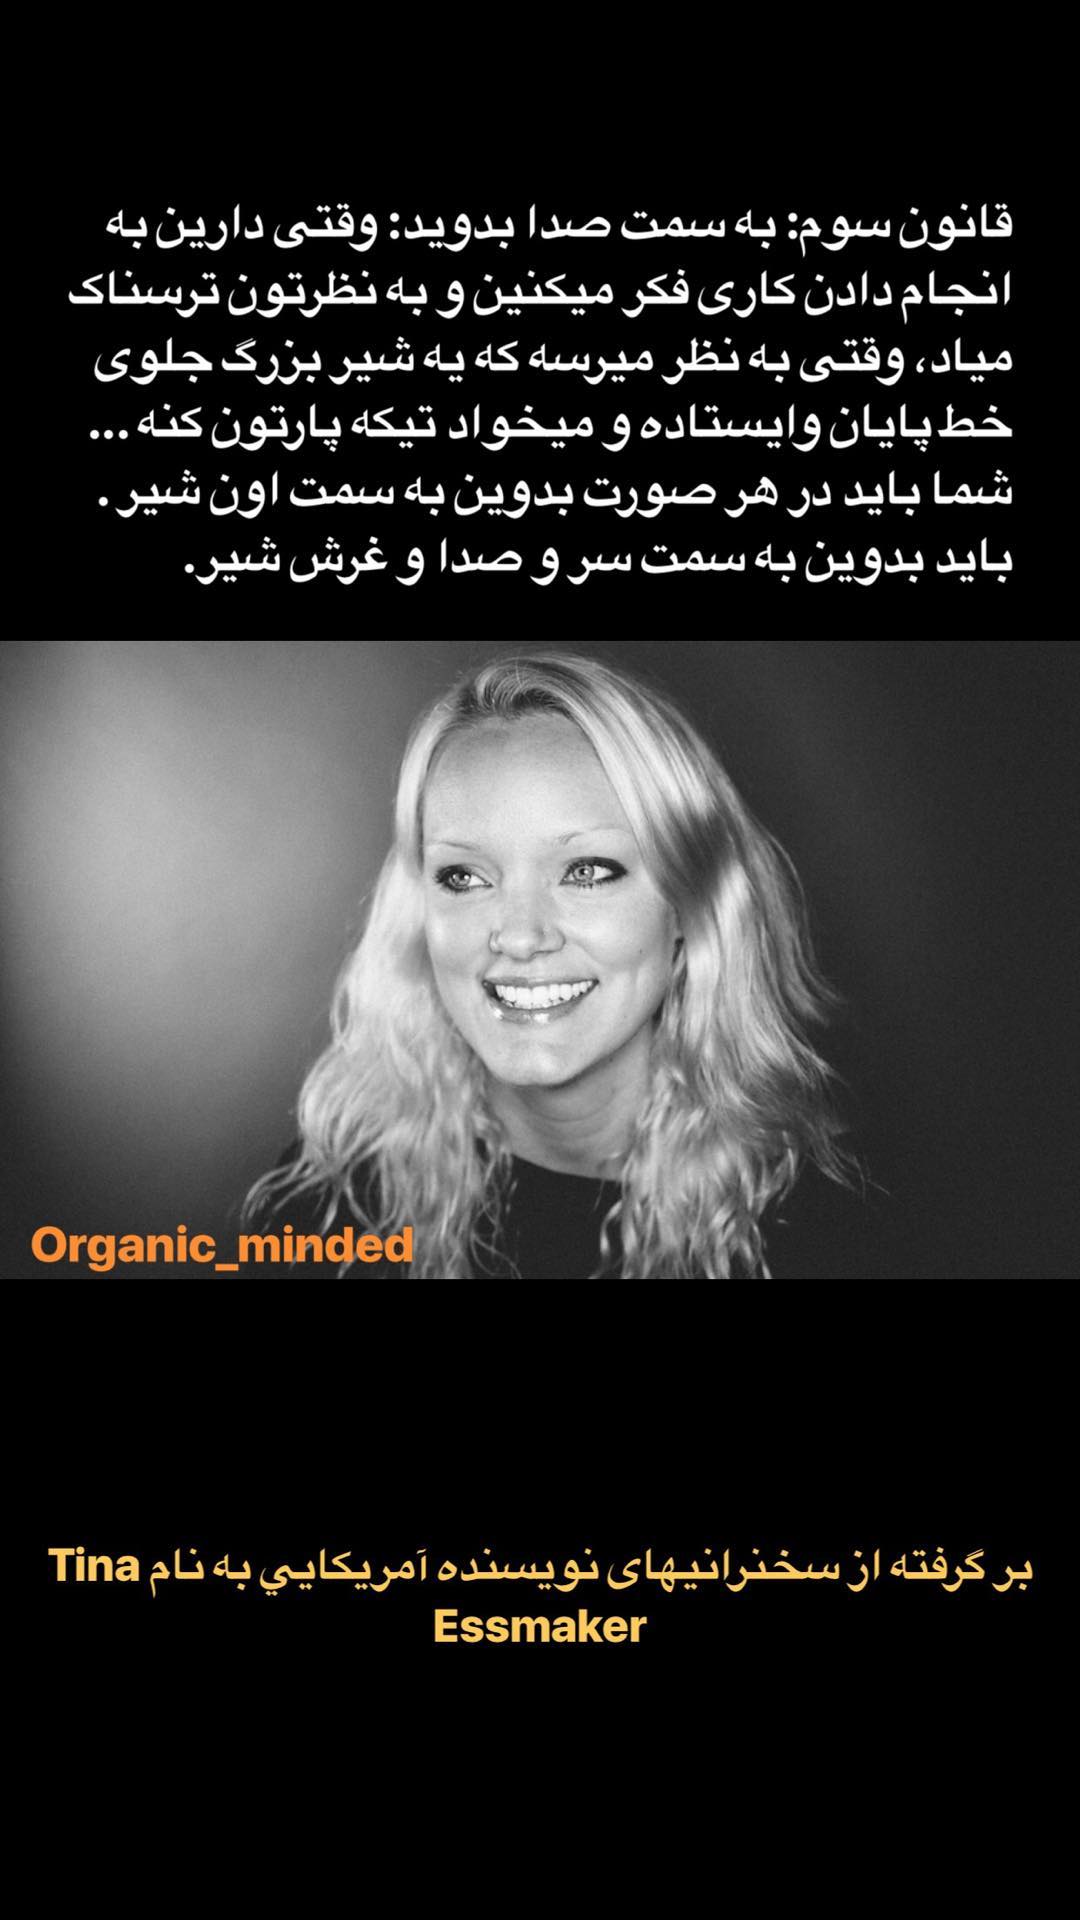 قانون سوم: به سمت صدا بدوید: وقتی دارین به
انجام دادن کاری فکر میکنین و به نظرتون ترسناک
میاد، وقتی به نظر میرسه که یه شیر بزرگ جلوی
خط پایان وایستاده و میخواد تیکه پارتون کنه ...
شما باید در هر صورت بدوین به سمت اون شیر .
باید بدوین به سمت سر و صدا و غرش شیر.
Organic_minded
بر گرفته از سخنرانیهای نویسنده آمریکایي به نام Tina
Essmaker